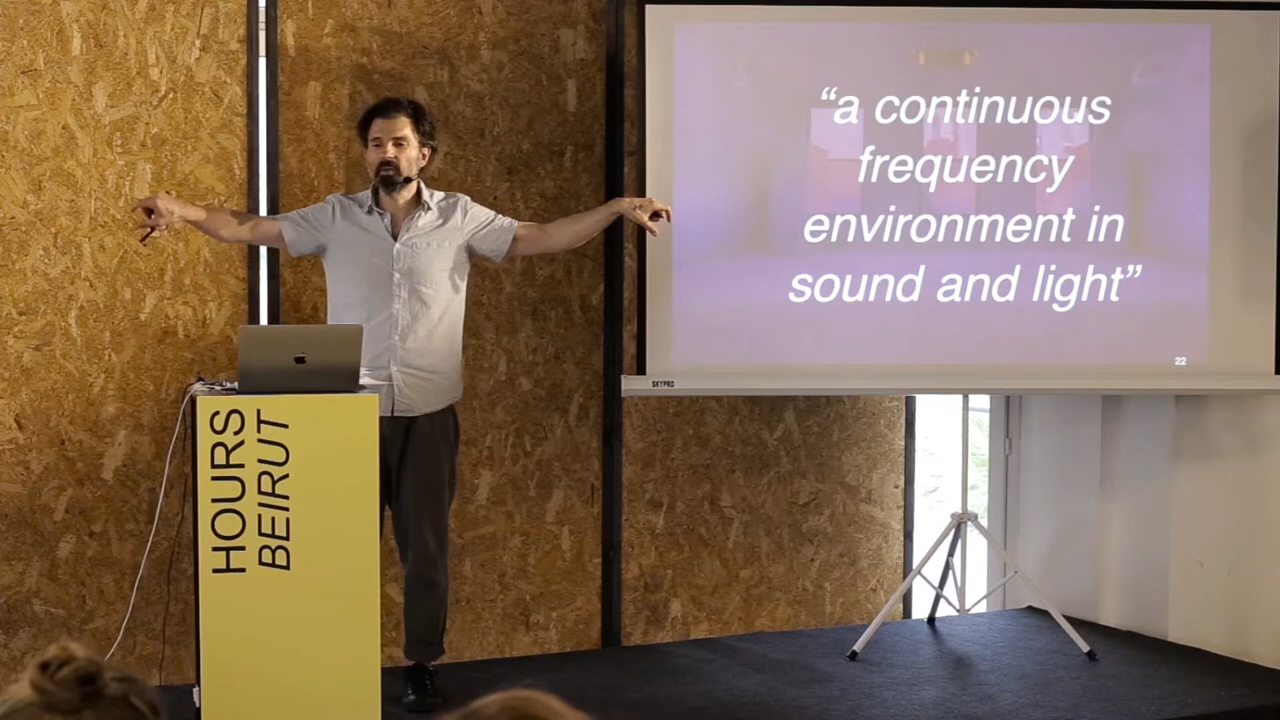 “a continuous
frequency
environment in
sound and light”
22
SKYPRO
HOURS
BEIRUT